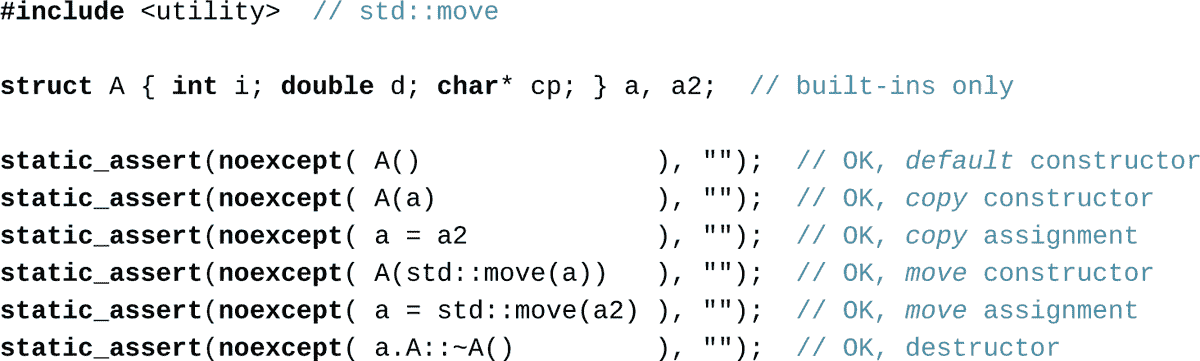 #include <utility>  // std::move
struct A { int i; double d; char* cp; } a, a2;  // built-ins only
static_assert(noexcept( A()               ), "");  // OK, default constructor
static_assert(noexcept( A(a)              ), "");  // OK, copy constructor
static_assert(noexcept( a = a2            ), "");  // OK, copy assignment
static_assert(noexcept( A(std::move(a))   ), "");  // OK, move constructor
static_assert(noexcept( a = std::move(a2) ), "");  // OK, move assignment
static_assert(noexcept( a.A::~A()         ), "");  // OK, destructor